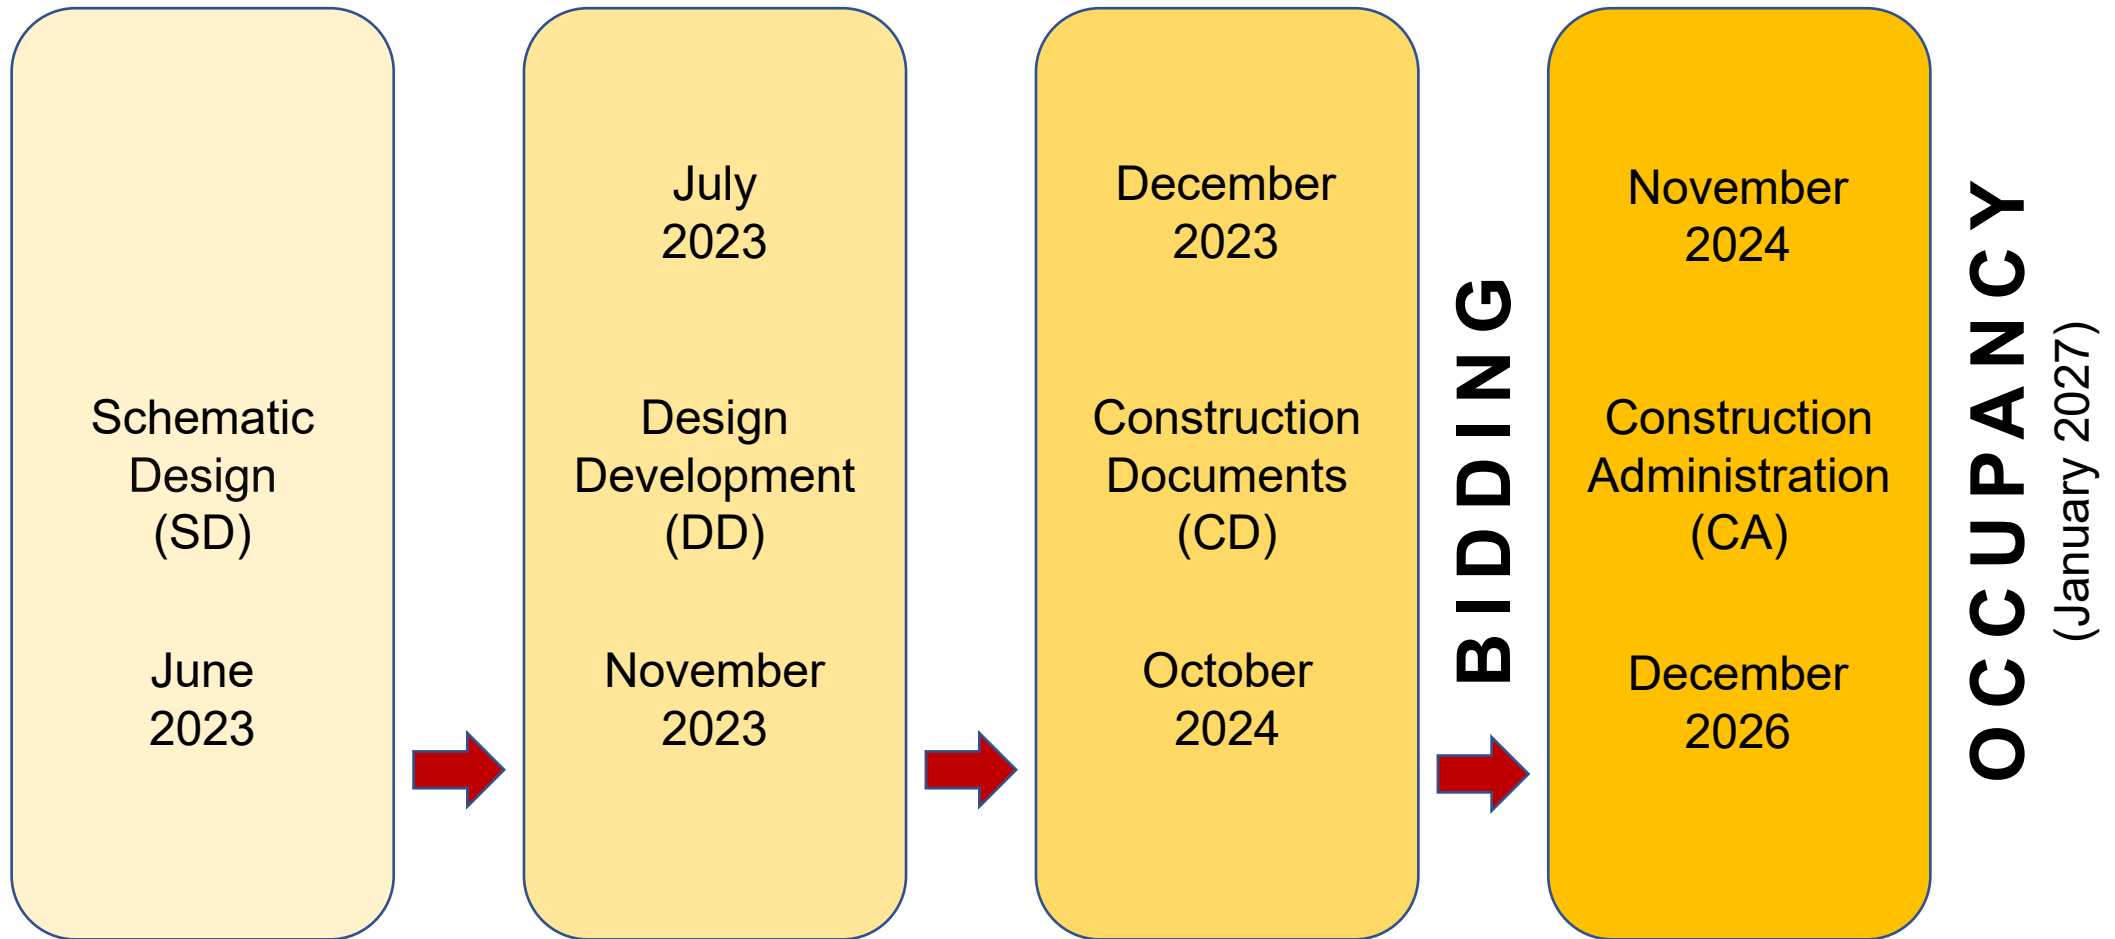 Schematic
Design
(SD)
June
2023
July
2023
Design
Development
(DD)
November
2023
December
2023
Construction
Documents
(CD)
October
2024
BIDDING
November
2024
Construction
Administration
(CA)
December
2026
OCCUPANCY
(January 2027)